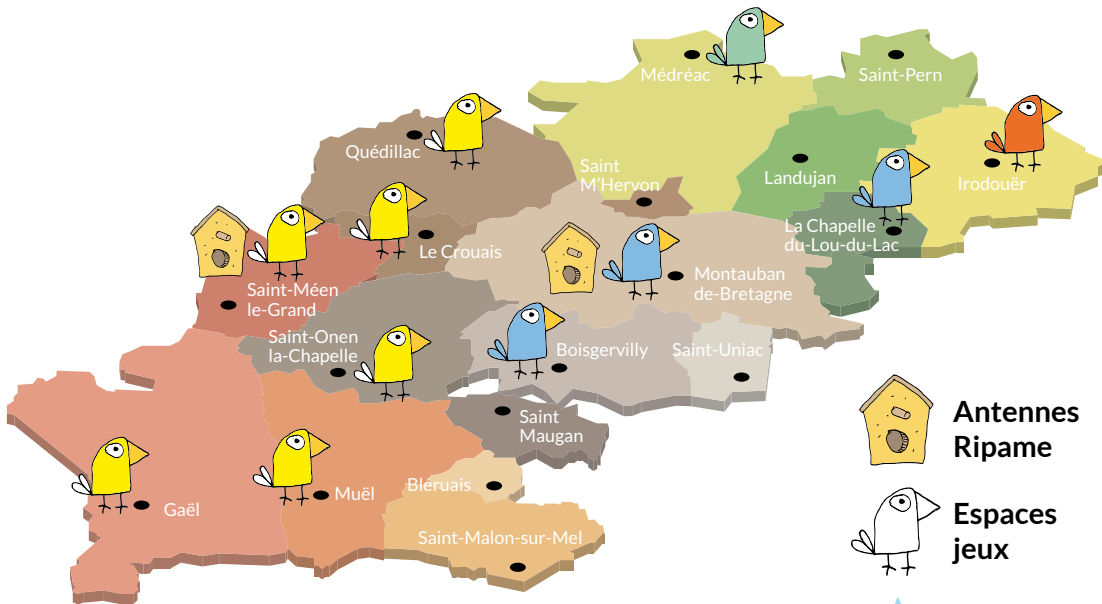 Médréac
Saint-Pern
Quédillac
Saint
M'Hervon
Landujan
Irodouër
La Chapelle
du-Lou-du-Lac
Le Crouais
Montauban
de-Bretagne
Saint-Méen
le-Grand
Saint-Onen
la-Chapelle
Boisgervilly
Saint-Uniac
Saint
Maugan
Gaël
Muël
Bléruais
Saint-Malon-sur-Mel
Antennes
Ripame
Espaces
jeux